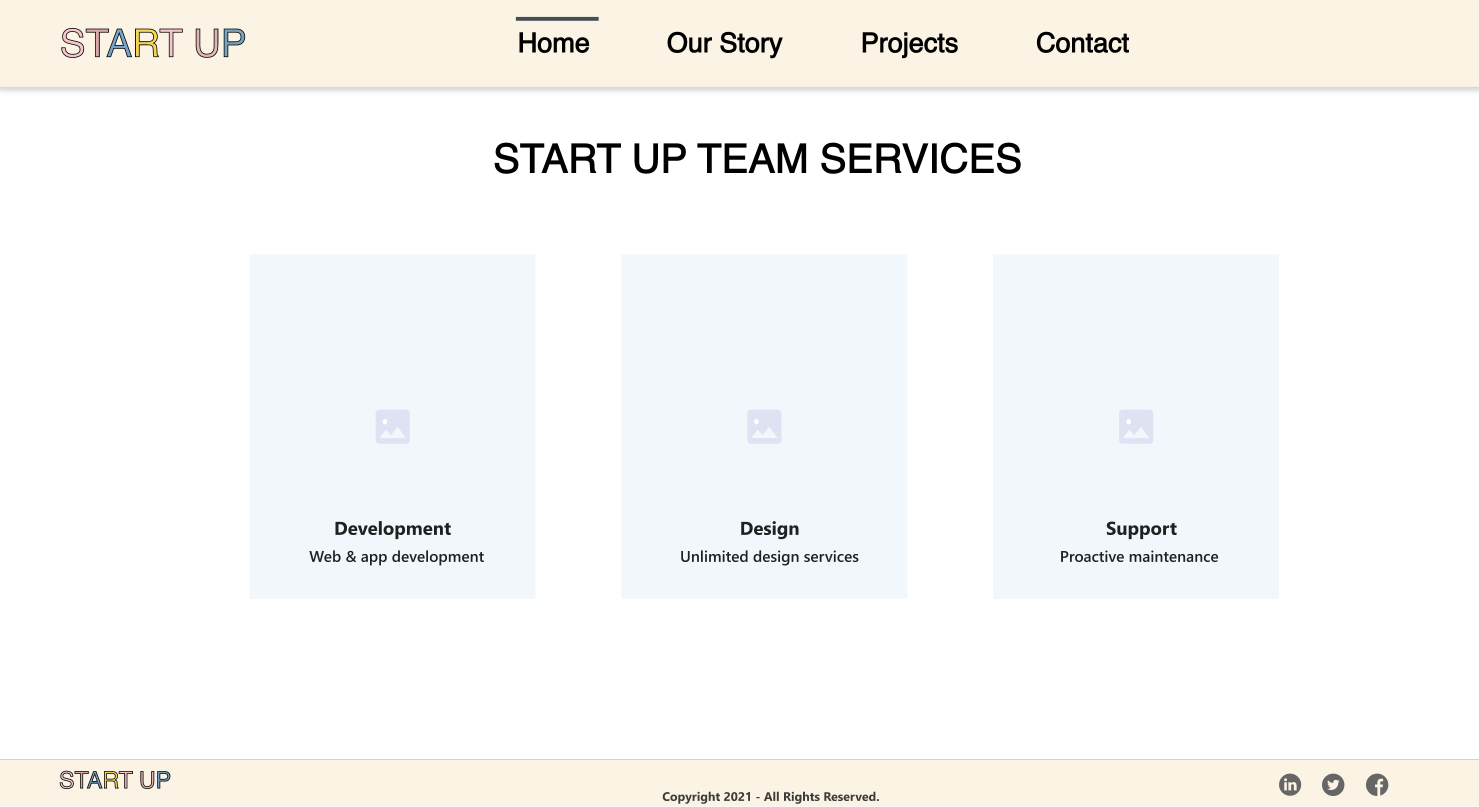 START UP
Home Our Story Projects Contact
START UP TEAM SERVICES
Development
Web & app development
Design
Unlimited design services
Support
Proactive maintenance
START UP
Copyright 2021 - All Rights Reserved.
in
f